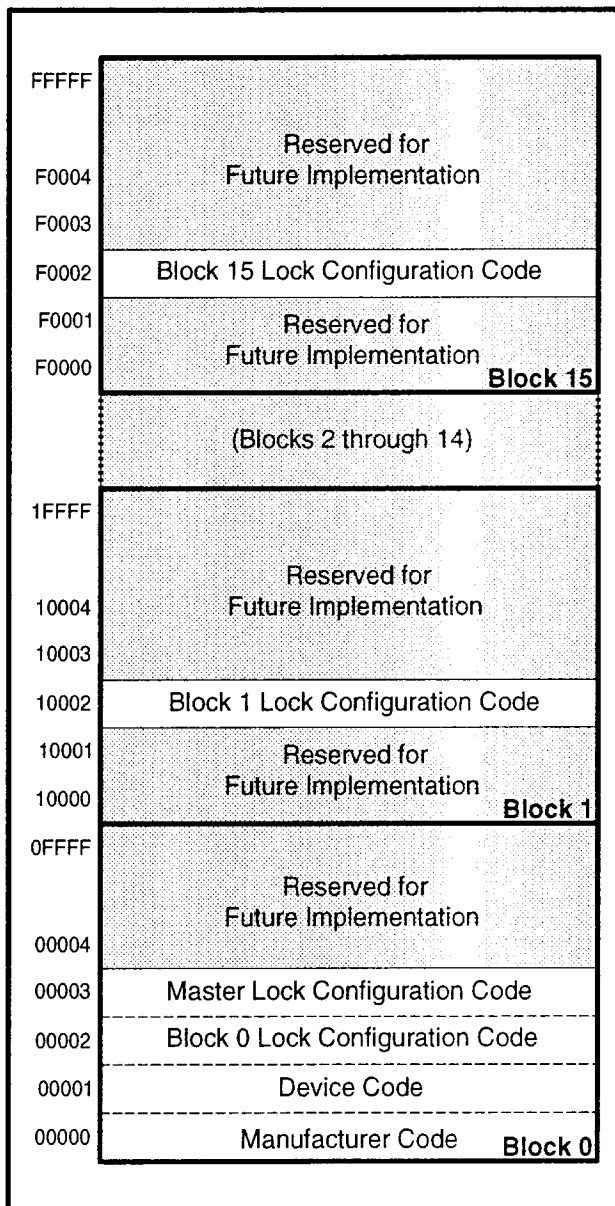 FFFFF
Reserved for
F0004 Future Implementation
F0003
F0002 Block 15 Lock Configuration Code
F0001 Reserved for
Future Implementation
F0000
Block 15
(Blocks 2 through 14)
1FFFF
Reserved for
10004 Future Implementation
10003
10002 Block 1 Lock Configuration Code
10001 Reserved for
Future Implementation
10000
Block 1
0FFFF
Reserved for
Future Implementation
00004
00003 Master Lock Configuration Code
00002 Block 0 Lock Configuration Code
00001 Device Code
00000 Manufacturer Code Block 0